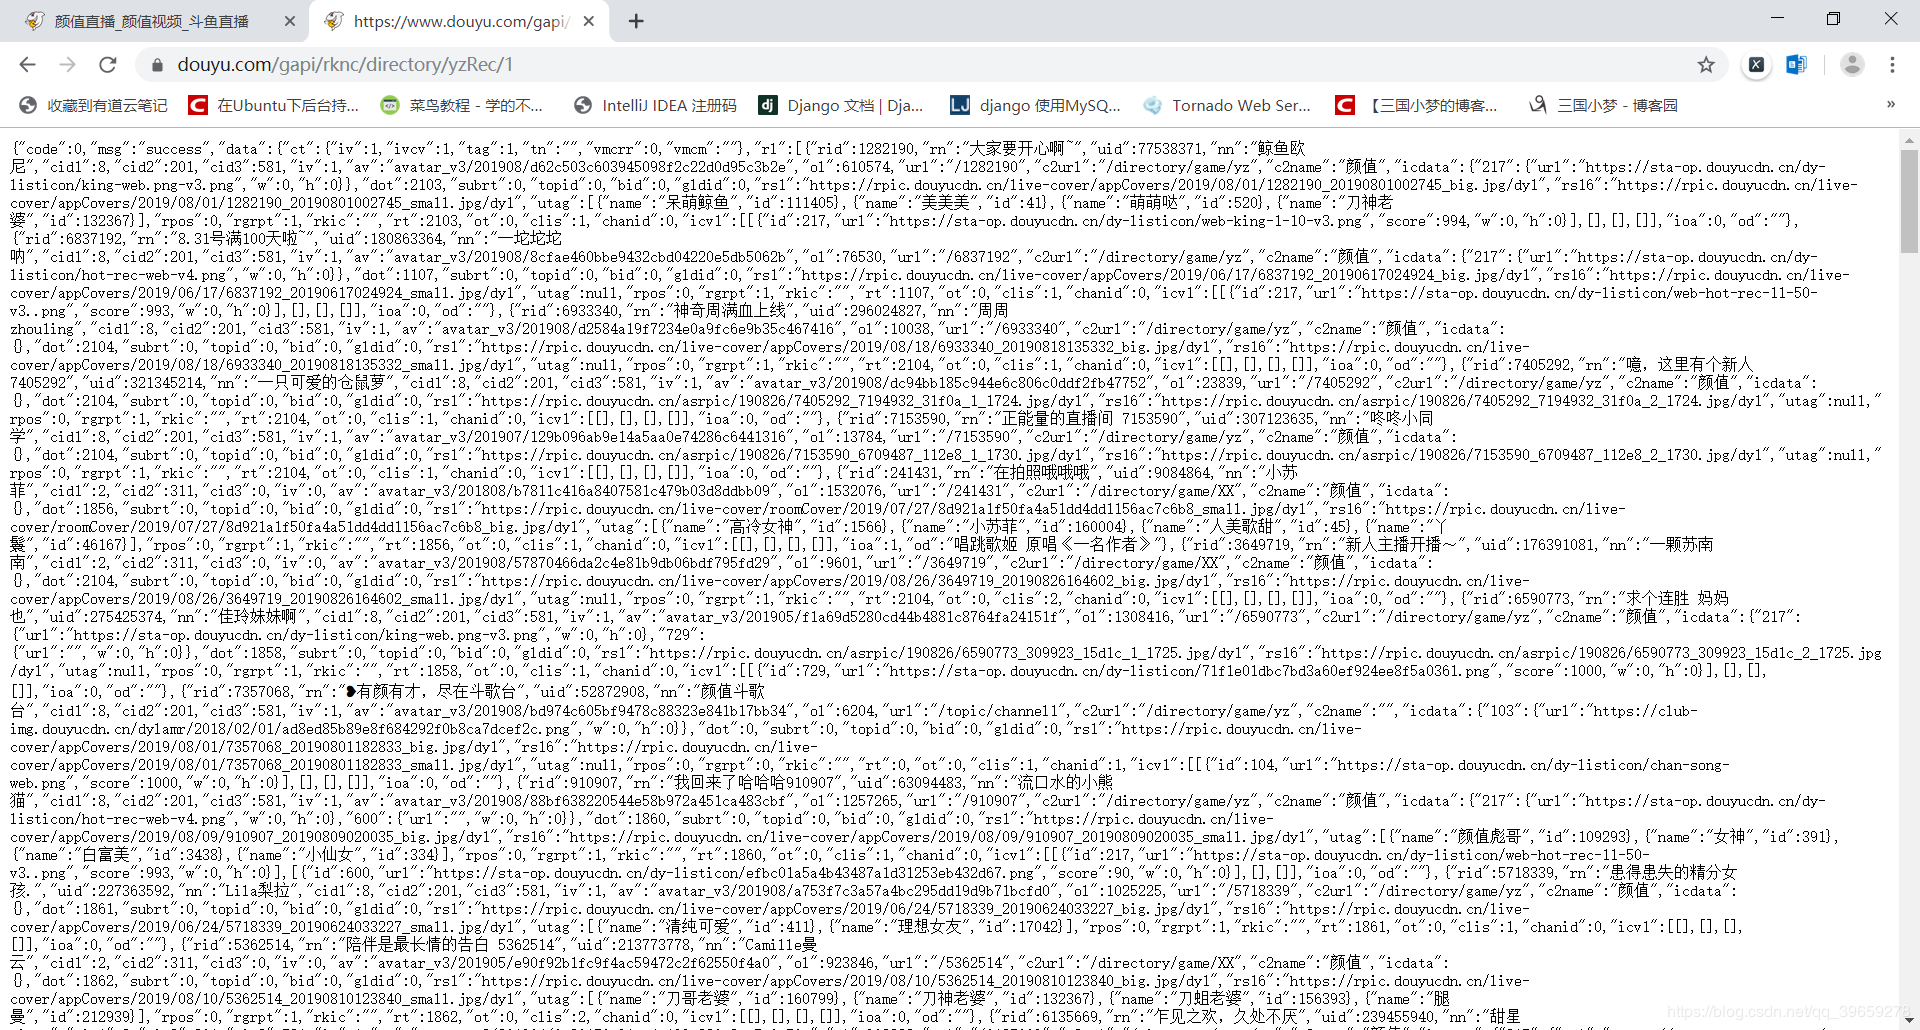 颜值直播_颜值视频_斗鱼直播
https://www.douyu.com/gapi/
douyu.com/gapi/rknc/directory/yzRec/1
收藏到有道云笔记 在Ubuntu下后台持... 菜鸟教程 - 学的不... IntelliJ IDEA 注册码 Django 文档 | Dja... django 使用MySQ... Tornado Web Ser... 【三国小梦的博客... 三国小梦 - 博客园 »
{"code":0,"msg":"success","data":{"ct":{"iv":1,"ivcv":1,"tag":1,"tn":"","vmcrr":0,"vmcm":""},"rl":[{"rid":1282190,"rn":"大家要开心啊~","uid":77538371,"nn":"鲸鱼欧
尼","cid1":8,"cid2":201,"cid3":581,"iv":1,"av":"avatar_v3/201908/d62c503c603945098f2c22d0d95c3b2e","ol":610574,"url":"/1282190","c2url":"/directory/game/yz","c2name":"颜值","icdata":{"217":{"url":"https://sta-op.douyucdn.cn/dy-
listicon/king-web.png-v3.png","w":0,"h":0}},"dot":2103,"subrt":0,"topid":0,"bid":0,"gldid":0,"rs1":"https://rpic.douyucdn.cn/live-cover/appCovers/2019/08/01/1282190_20190801002745_big.jpg/dy1","rs16":"https://rpic.douyucdn.cn/live-
cover/appCovers/2019/08/01/1282190_20190801002745_small.jpg/dy1","utag":[{"name":"呆萌鲸鱼","id":111405},{"name":"美美美","id":41},{"name":"萌萌哒","id":520},{"name":"刀神老
婆","id":132367}],"rpos":0,"rgrpt":1,"rkic":"","rt":2103,"ot":0,"clis":1,"chanid":0,"icv1":[[{"id":217,"url":"https://sta-op.douyucdn.cn/dy-listicon/web-king-1-10-v3.png","score":994,"w":0,"h":0}],[],[],[]],"ioa":0,"od":""},
{"rid":6837192,"rn":"8.31号满100天啦~","uid":180863364,"nn":"一坨坨坨
呐","cid1":8,"cid2":201,"cid3":581,"iv":1,"av":"avatar_v3/201908/8cfae460bbe9432cbd04220e5db5062b","ol":76530,"url":"/6837192","c2url":"/directory/game/yz","c2name":"颜值","icdata":{"217":{"url":"https://sta-op.douyucdn.cn/dy-
listicon/hot-rec-web-v4.png","w":0,"h":0}},"dot":1107,"subrt":0,"topid":0,"bid":0,"gldid":0,"rs1":"https://rpic.douyucdn.cn/live-cover/appCovers/2019/06/17/6837192_20190617024924_big.jpg/dy1","rs16":"https://rpic.douyucdn.cn/live-
cover/appCovers/2019/06/17/6837192_20190617024924_small.jpg/dy1","utag":null,"rpos":0,"rgrpt":1,"rkic":"","rt":1107,"ot":0,"clis":1,"chanid":0,"icv1":[[{"id":217,"url":"https://sta-op.douyucdn.cn/dy-listicon/web-hot-rec-11-50-
v3..png","score":993,"w":0,"h":0}],[],[],[]],"ioa":0,"od":""},{"rid":6933340,"rn":"神奇周满血上线","uid":296024827,"nn":"周周
zhouling","cid1":8,"cid2":201,"cid3":581,"iv":1,"av":"avatar_v3/201908/d2584a19f7234e0a9fc6e9b35c467416","ol":10038,"url":"/6933340","c2url":"/directory/game/yz","c2name":"颜值","icdata":
{},"dot":2104,"subrt":0,"topid":0,"bid":0,"gldid":0,"rs1":"https://rpic.douyucdn.cn/live-cover/appCovers/2019/08/18/6933340_20190818135332_big.jpg/dy1","rs16":"https://rpic.douyucdn.cn/live-
cover/appCovers/2019/08/18/6933340_20190818135332_small.jpg/dy1","utag":null,"rpos":0,"rgrpt":1,"rkic":"","rt":2104,"ot":0,"clis":1,"chanid":0,"icv1":[[],[],[],[]],"ioa":0,"od":""},{"rid":7405292,"rn":"噫，这里有个新人
7405292","uid":321345214,"nn":"一只可爱的仓鼠萝","cid1":8,"cid2":201,"cid3":581,"iv":1,"av":"avatar_v3/201908/dc94bb185c944e6c806c0ddf2fb47752","ol":23839,"url":"/7405292","c2url":"/directory/game/yz","c2name":"颜值","icdata":
{},"dot":2104,"subrt":0,"topid":0,"bid":0,"gldid":0,"rs1":"https://rpic.douyucdn.cn/asrpic/190826/7405292_7194932_31f0a_1_1724.jpg/dy1","rs16":"https://rpic.douyucdn.cn/asrpic/190826/7405292_7194932_31f0a_2_1724.jpg/dy1","utag":null,"
rpos":0,"rgrpt":1,"rkic":"","rt":2104,"ot":0,"clis":1,"chanid":0,"icv1":[[],[],[],[]],"ioa":0,"od":""},{"rid":7153590,"rn":"正能量的直播间 7153590","uid":307123635,"nn":"咚咚小同
学","cid1":8,"cid2":201,"cid3":581,"iv":1,"av":"avatar_v3/201907/129b096ab9e14a5aa0e74286c6441316","ol":13784,"url":"/7153590","c2url":"/directory/game/yz","c2name":"颜值","icdata":
{},"dot":2104,"subrt":0,"topid":0,"bid":0,"gldid":0,"rs1":"https://rpic.douyucdn.cn/asrpic/190826/7153590_6709487_112e8_1_1730.jpg/dy1","rs16":"https://rpic.douyucdn.cn/asrpic/190826/7153590_6709487_112e8_2_1730.jpg/dy1","utag":null,"
rpos":0,"rgrpt":1,"rkic":"","rt":2104,"ot":0,"clis":1,"chanid":0,"icv1":[[],[],[],[]],"ioa":0,"od":""},{"rid":241431,"rn":"在拍照哦哦哦","uid":9084864,"nn":"小苏
菲","cid1":2,"cid2":311,"cid3":0,"iv":0,"av":"avatar_v3/201808/b7811c416a8407581c479b03d8ddbb09","ol":1532076,"url":"/241431","c2url":"/directory/game/XX","c2name":"颜值","icdata":
{},"dot":1856,"subrt":0,"topid":0,"bid":0,"gldid":0,"rs1":"https://rpic.douyucdn.cn/live-cover/roomCover/2019/07/27/8d921a1f50fa4a51dd4dd1156ac7c6b8_small.jpg/dy1","rs16":"https://rpic.douyucdn.cn/live-
cover/roomCover/2019/07/27/8d921a1f50fa4a51dd4dd1156ac7c6b8_big.jpg/dy1","utag":[{"name":"高冷女神","id":1566},{"name":"小苏菲","id":160004},{"name":"人美歌甜","id":45},{"name":"丫
鬟","id":46167}],"rpos":0,"rgrpt":1,"rkic":"","rt":1856,"ot":0,"clis":1,"chanid":0,"icv1":[[],[],[],[]],"ioa":1,"od":"唱跳歌姬 原唱《一名作者》"},{"rid":3649719,"rn":"新人主播开播～","uid":176391081,"nn":"一颗苏南
南","cid1":2,"cid2":311,"cid3":0,"iv":0,"av":"avatar_v3/201908/57870466da2c4e81b9db06bdf795fd29","ol":9601,"url":"/3649719","c2url":"/directory/game/XX","c2name":"颜值","icdata":
{},"dot":2104,"subrt":0,"topid":0,"bid":0,"gldid":0,"rs1":"https://rpic.douyucdn.cn/live-cover/appCovers/2019/08/26/3649719_20190826164602_big.jpg/dy1","rs16":"https://rpic.douyucdn.cn/live-
cover/appCovers/2019/08/26/3649719_20190826164602_small.jpg/dy1","utag":null,"rpos":0,"rgrpt":1,"rkic":"","rt":2104,"ot":0,"clis":2,"chanid":0,"icv1":[[],[],[],[]],"ioa":0,"od":""},{"rid":6590773,"rn":"求个连胜 妈妈
也","uid":275425374,"nn":"佳玲妹妹啊","cid1":8,"cid2":201,"cid3":581,"iv":1,"av":"avatar_v3/201905/f1a69d5280cd44b4881c8764fa24151f","ol":1308416,"url":"/6590773","c2url":"/directory/game/yz","c2name":"颜值","icdata":{"217":
{"url":"https://sta-op.douyucdn.cn/dy-listicon/king-web.png-v3.png","w":0,"h":0},"729":
{"url":"","w":0,"h":0}},"dot":1858,"subrt":0,"topid":0,"bid":0,"gldid":0,"rs1":"https://rpic.douyucdn.cn/asrpic/190826/6590773_309923_15d1c_1_1725.jpg/dy1","rs16":"https://rpic.douyucdn.cn/asrpic/190826/6590773_309923_15d1c_2_1725.jpg
/dy1","utag":null,"rpos":0,"rgrpt":1,"rkic":"","rt":1858,"ot":0,"clis":1,"chanid":0,"icv1":[[{"id":729,"url":"https://sta-op.douyucdn.cn/dy-listicon/71f1e01dbc7bd3a60ef924ee8f5a0361.png","score":1000,"w":0,"h":0}],[],[],
[]],"ioa":0,"od":""},{"rid":7357068,"rn":"❥有颜有才，尽在斗歌台","uid":52872908,"nn":"颜值斗歌
台","cid1":8,"cid2":201,"cid3":581,"iv":1,"av":"avatar_v3/201908/bd974c605bf9478c88323e841b17bb34","ol":6204,"url":"/topic/channel1","c2url":"/directory/game/yz","c2name":"","icdata":{"103":{"url":"https://club-
img.douyucdn.cn/dylamr/2018/02/01/ad8ed85b89e8f684292f0b8ca7dcef2c.png","w":0,"h":0}},"dot":0,"subrt":0,"topid":0,"bid":0,"gldid":0,"rs1":"https://rpic.douyucdn.cn/live-
cover/appCovers/2019/08/01/7357068_20190801182833_big.jpg/dy1","rs16":"https://rpic.douyucdn.cn/live-
cover/appCovers/2019/08/01/7357068_20190801182833_small.jpg/dy1","utag":null,"rpos":0,"rgrpt":1,"rkic":"","rt":0,"ot":0,"clis":1,"chanid":1,"icv1":[[{"id":104,"url":"https://sta-op.douyucdn.cn/dy-listicon/chan-song-
web.png","score":1000,"w":0,"h":0}],[],[],[]],"ioa":0,"od":""},{"rid":910907,"rn":"我回来了哈哈哈910907","uid":63094483,"nn":"流口水的小熊
猫","cid1":8,"cid2":201,"cid3":581,"iv":1,"av":"avatar_v3/201908/88bf638220544e58b972a451ca483cbf","ol":1257265,"url":"/910907","c2url":"/directory/game/yz","c2name":"颜值","icdata":{"217":{"url":"https://sta-op.douyucdn.cn/dy-
listicon/hot-rec-web-v4.png","w":0,"h":0},"600":{"url":"","w":0,"h":0}},"dot":1860,"subrt":0,"topid":0,"bid":0,"gldid":0,"rs1":"https://rpic.douyucdn.cn/live-
cover/appCovers/2019/08/09/910907_20190809020035_big.jpg/dy1","rs16":"https://rpic.douyucdn.cn/live-cover/appCovers/2019/08/09/910907_20190809020035_small.jpg/dy1","utag":[{"name":"颜值彪哥","id":109293},{"name":"女神","id":391},
{"name":"白富美","id":3438},{"name":"小仙女","id":334}],"rpos":0,"rgrpt":1,"rkic":"","rt":1860,"ot":0,"clis":1,"chanid":0,"icv1":[[{"id":217,"url":"https://sta-op.douyucdn.cn/dy-listicon/web-hot-rec-11-50-
v3..png","score":993,"w":0,"h":0}],[{"id":600,"url":"https://sta-op.douyucdn.cn/dy-listicon/efbc01a5a4b43487a1d31253eb432d67.png","score":90,"w":0,"h":0}],[],[]],"ioa":0,"od":""},{"rid":5718339,"rn":"患得患失的精分女
孩.","uid":227363592,"nn":"Lila梨拉","cid1":8,"cid2":201,"cid3":581,"iv":1,"av":"avatar_v3/201908/a753f7c3a57a4bc295dd19d9b71bcfd0","ol":1025225,"url":"/5718339","c2url":"/directory/game/yz","c2name":"颜值","icdata":
{},"dot":1861,"subrt":0,"topid":0,"bid":0,"gldid":0,"rs1":"https://rpic.douyucdn.cn/live-cover/appCovers/2019/06/24/5718339_20190624033227_big.jpg/dy1","rs16":"https://rpic.douyucdn.cn/live-cover/appCovers/2019/
06/24/5718339_20190624033227_small.jpg/dy1","utag":[{"name":"清纯可爱","id":411},{"name":"理想女友","id":17042}],"rpos":0,"rgrpt":1,"rkic":"","rt":1861,"ot":0,"clis":1,"chanid":0,"icv1":[[],[],[],
[]],"ioa":0,"od":""},{"rid":5362514,"rn":"陪伴是最长情的告白 5362514","uid":213773778,"nn":"Camille曼
云","cid1":2,"cid2":311,"cid3":0,"iv":0,"av":"avatar_v3/201905/e90f92b1fc9f4ac59472c2f62550f4a0","ol":923846,"url":"/5362514","c2url":"/directory/game/XX","c2name":"颜值","icdata":
{},"dot":1862,"subrt":0,"topid":0,"bid":0,"gldid":0,"rs1":"https://rpic.douyucdn.cn/live-cover/appCovers/2019/08/10/5362514_20190810123840_big.jpg/dy1","rs16":"https://rpic.douyucdn.cn/live-
cover/appCovers/2019/08/10/5362514_20190810123840_small.jpg/dy1","utag":[{"name":"刀哥老婆","id":160799},{"name":"刀神老婆","id":132367},{"name":"刀蛆老婆","id":156393},{"name":"腿
曼","id":212939}],"rpos":0,"rgrpt":1,"rkic":"","rt":1862,"ot":0,"clis":2,"chanid":0,"icv1":[[],[],[],[]],"ioa":0,"od":""},{"rid":6135669,"rn":"乍见之欢，久处不厌","uid":239455940,"nn":"甜星
https://blog.csdn.net/qq_39659278